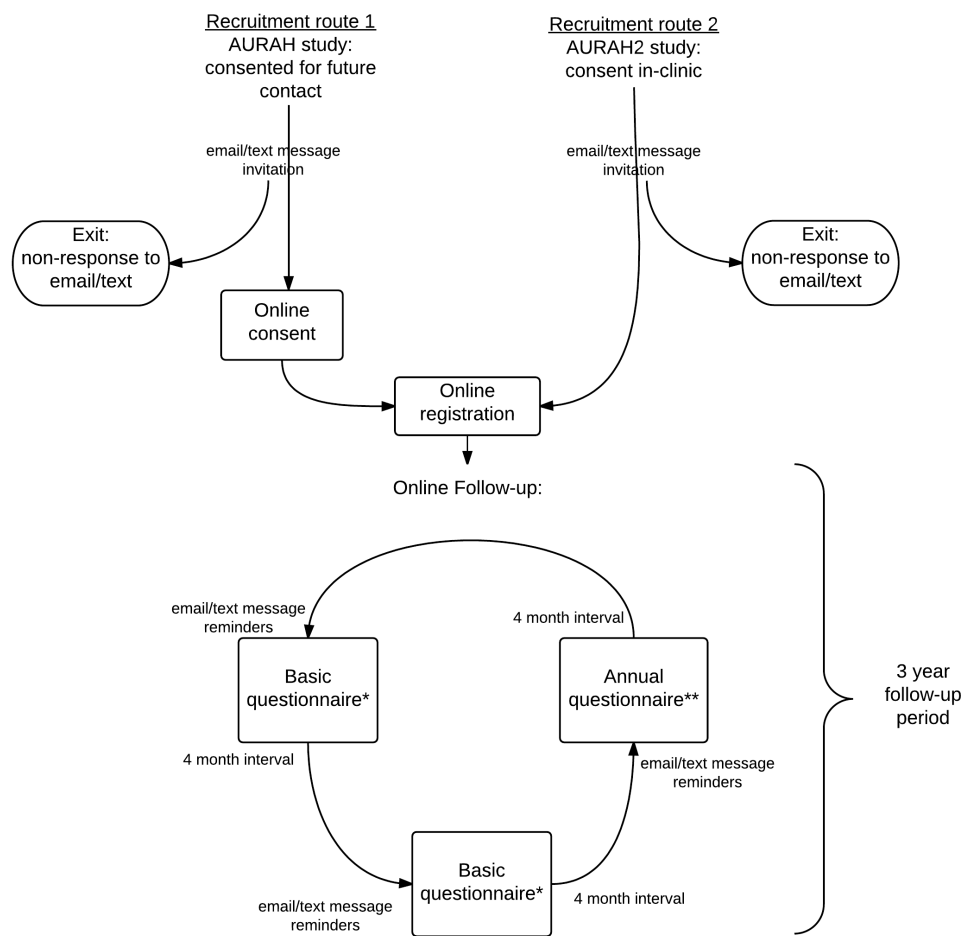 Recruitment route 1
AURAH study:
consented for future
contact
Recruitment route 2
AURAH2 study:
consent in-clinic
email/text message
invitation
email/text message
invitation
Exit:
non-response to
email/text
Exit:
non-response to
email/text
Online
consent
Online
registration
Online Follow-up:
email/text message
reminders
4 month interval
Basic
questionnaire*
Annual
questionnaire**
3 year
follow-up
period
4 month interval
email/text message
reminders
Basic
questionnaire*
email/text message
reminders
4 month interval